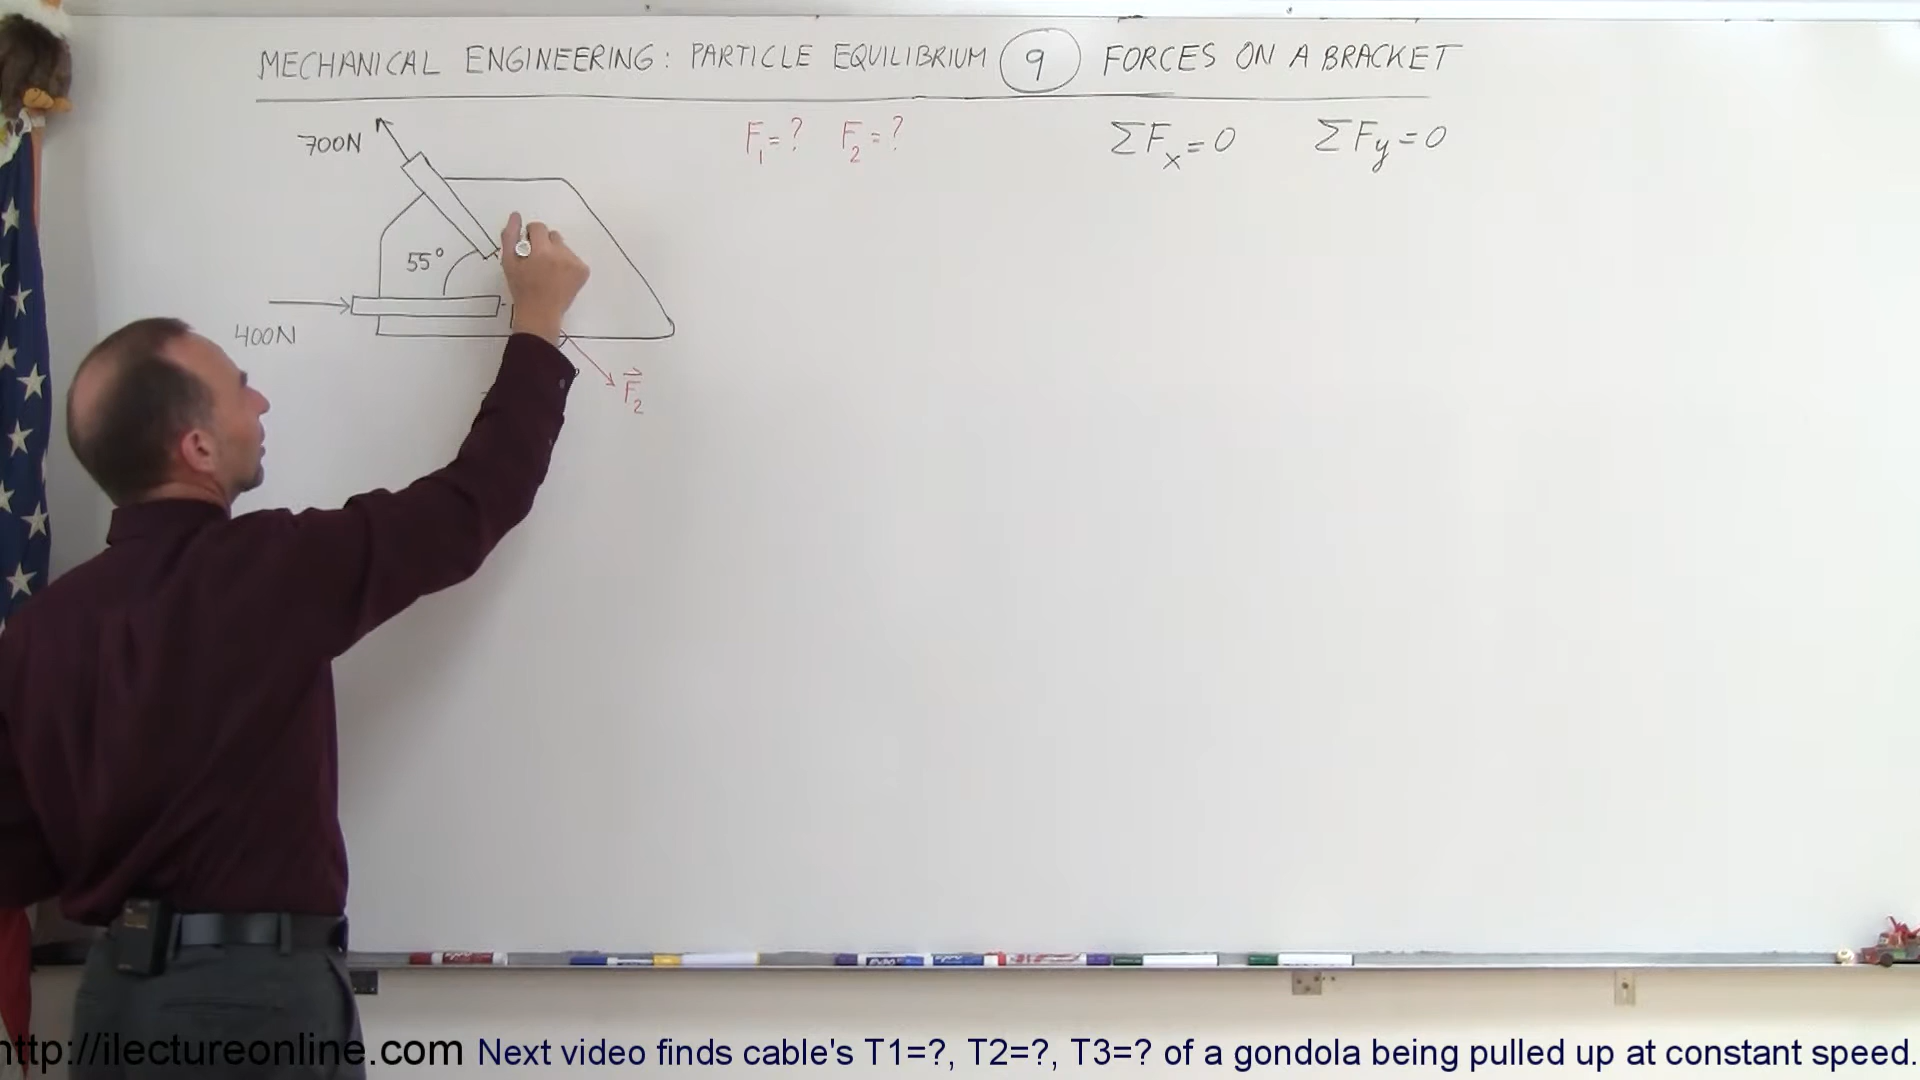 MECHANICAL ENGINEERING: PARTICLE EQUILIBRIUM 9 FORCES ON A BRACKET
700N
F₁=? F₂=?
ΣFₓ=0 ΣFy=0
55°
400N
F⃗₂
http://ilectureonline.com Next video finds cable's T1=?, T2=?, T3=? of a gondola being pulled up at constant speed.